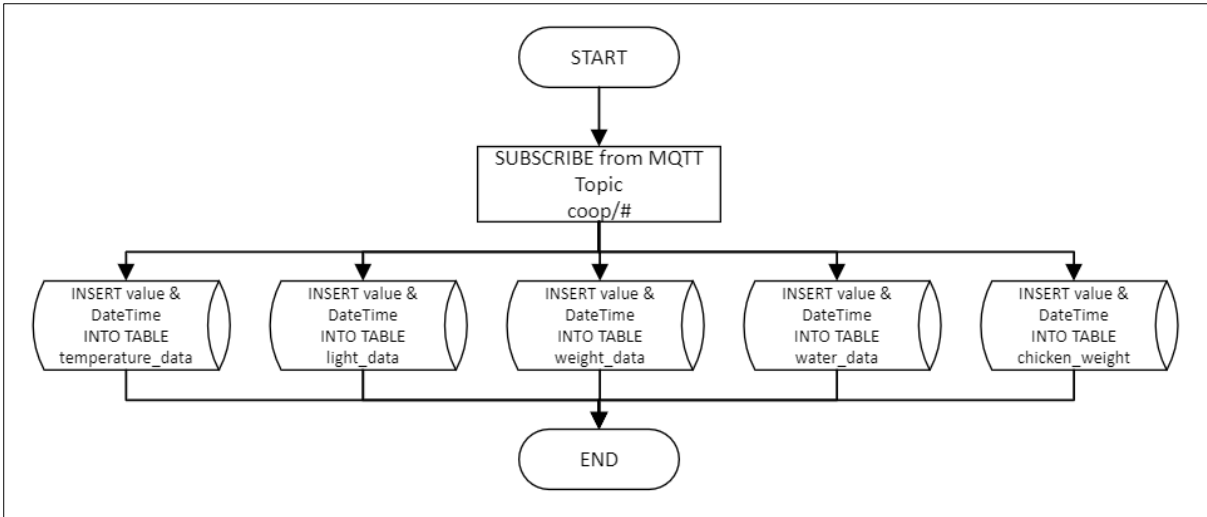 START
SUBSCRIBE from MQTT
Topic
coop/#
INSERT value &
DateTime
INTO TABLE
temperature_data
INSERT value &
DateTime
INTO TABLE
light_data
INSERT value &
DateTime
INTO TABLE
weight_data
INSERT value &
DateTime
INTO TABLE
water_data
INSERT value &
DateTime
INTO TABLE
chicken_weight
END